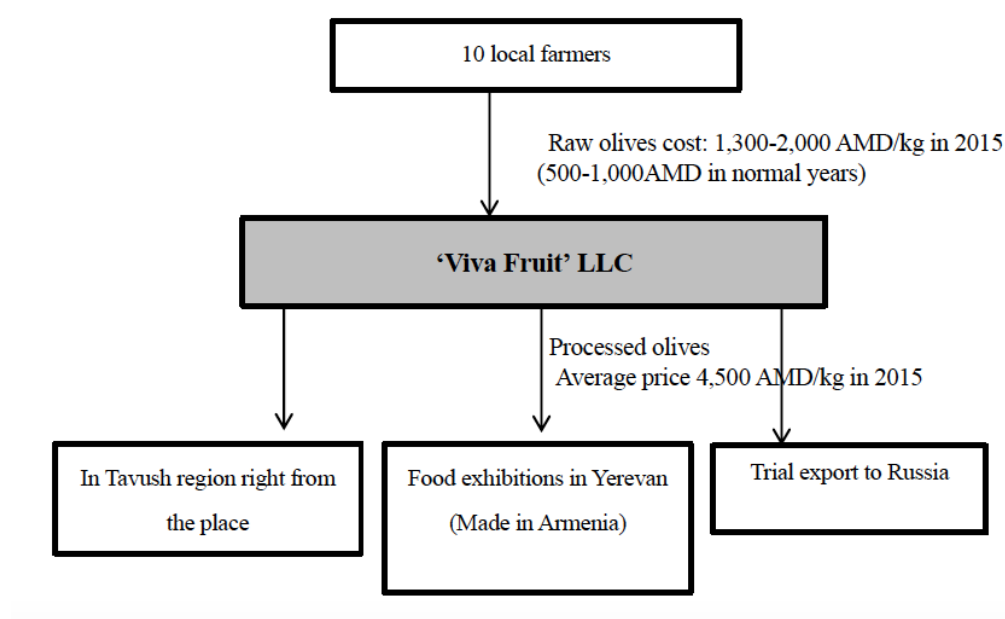 10 local farmers
Raw olives cost: 1,300-2,000 AMD/kg in 2015
(500-1,000AMD in normal years)
‘Viva Fruit’ LLC
Processed olives
Average price 4,500 AMD/kg in 2015
In Tavush region right from
the place
Food exhibitions in Yerevan
(Made in Armenia)
Trial export to Russia